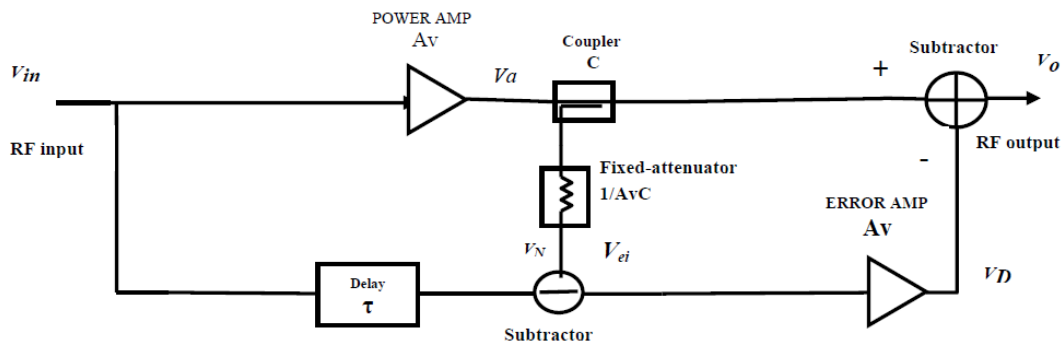 POWER AMP
Av
Coupler
C
Subtractor
Vin
Va
+
Vo
RF input
RF output
-
Fixed-attenuator
1/AvC
ERROR AMP
Av
VN
Vei
VD
Delay
τ
Subtractor